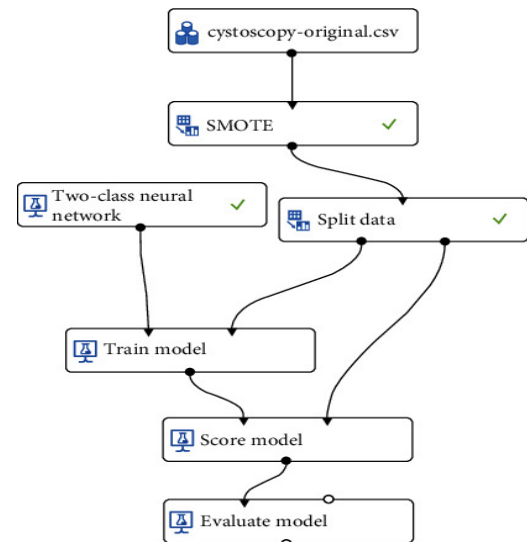 cystoscopy-original.csv
SMOTE
Two-class neural
network
Split data
Train model
Score model
Evaluate model